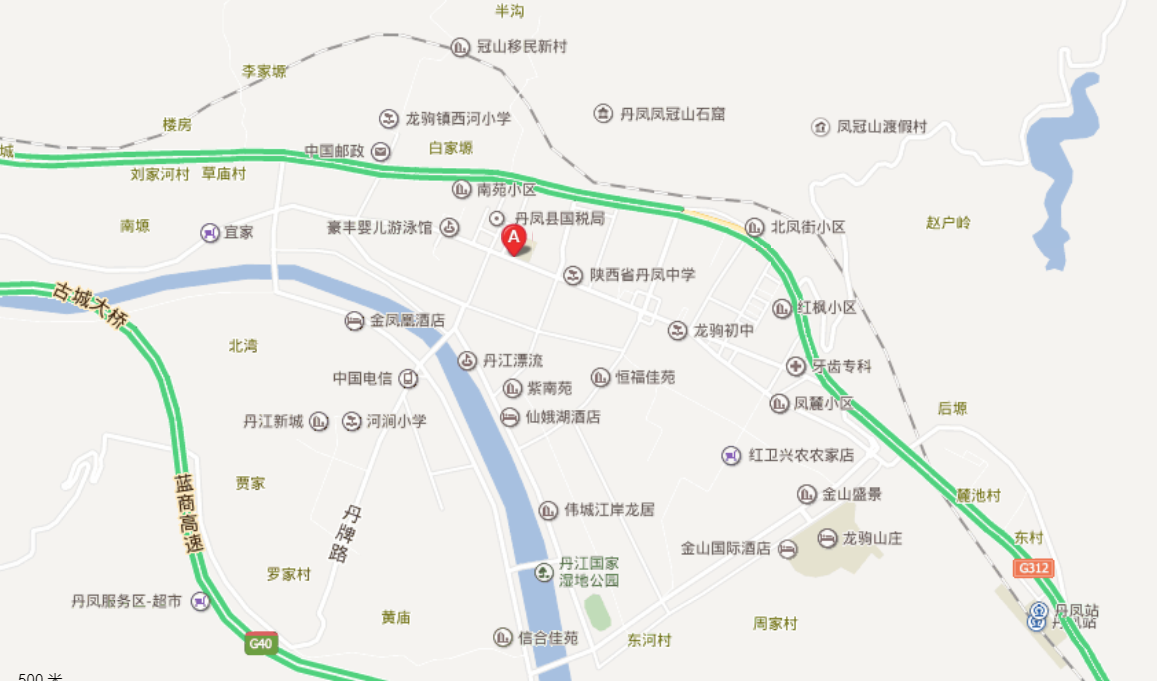 半沟
冠山移民新村
李家塬
龙驹镇西河小学
丹凤凤冠山石窟
楼房
凤冠山渡假村
城
中国邮政
白家塬
刘家河村
草庙村
南苑小区
南塬
宜家
豪丰婴儿游泳馆
丹凤县国税局
A
北凤街小区
赵户岭
陕西省丹凤中学
古城大桥
红枫小区
金凤凰酒店
龙驹初中
北湾
丹江漂流
牙齿专科
中国电信
紫南苑
恒福佳苑
凤麓小区
后塬
丹江新城
河涧小学
仙娥湖酒店
红卫兴农农家店
贾家
蓝商高速
金山盛景
麓池村
丹牌路
伟城江岸龙居
金山国际酒店
龙驹山庄
东村
丹江国家
湿地公园
G312
罗家村
丹凤服务区-超市
黄庙
丹凤站
丹凤站
周家村
G40
信合佳苑
东河村
500 米